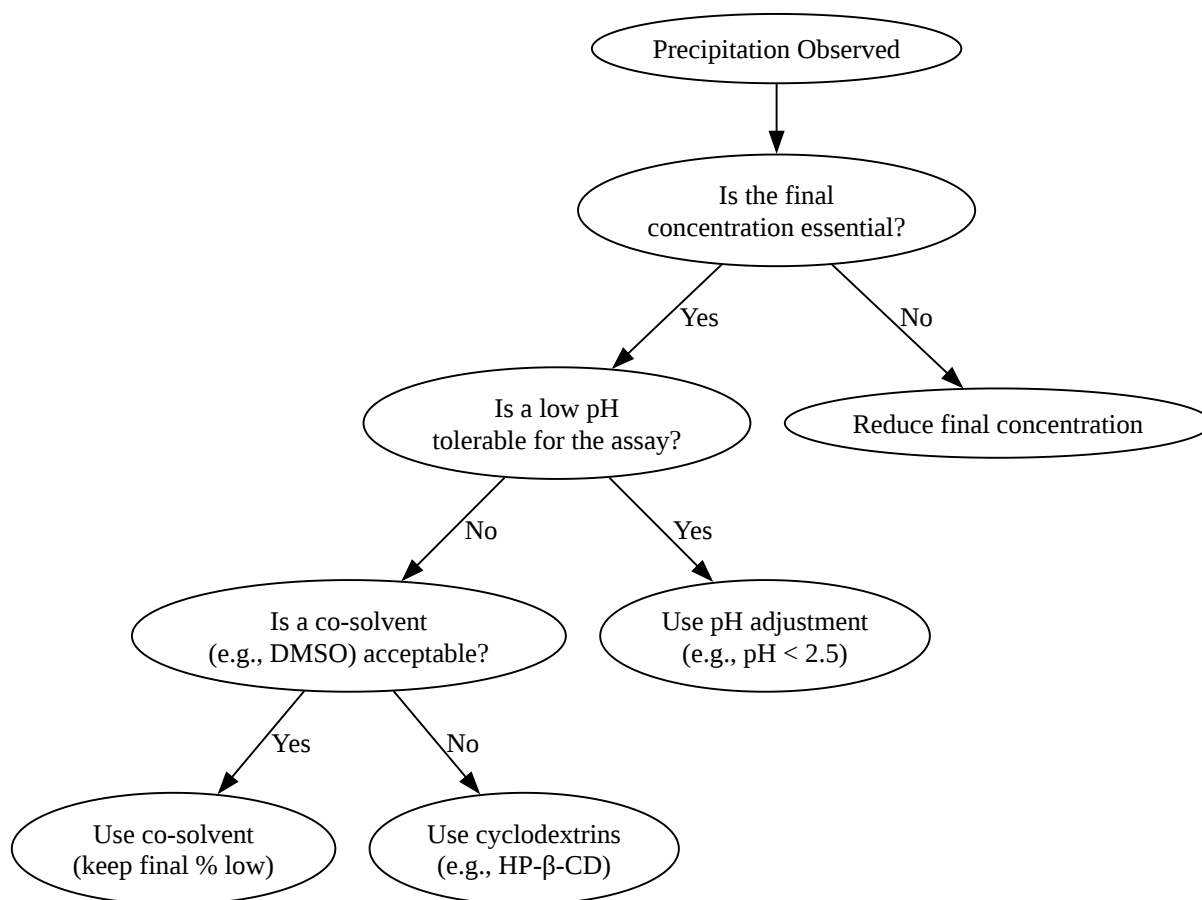 Precipitation Observed
Is the final
concentration essential?
Yes
No
Is a low pH
tolerable for the assay?
Reduce final concentration
No
Yes
Is a co-solvent
(e.g., DMSO) acceptable?
Use pH adjustment
(e.g., pH < 2.5)
Yes
No
Use co-solvent
(keep final % low)
Use cyclodextrins
(e.g., HP-β-CD)